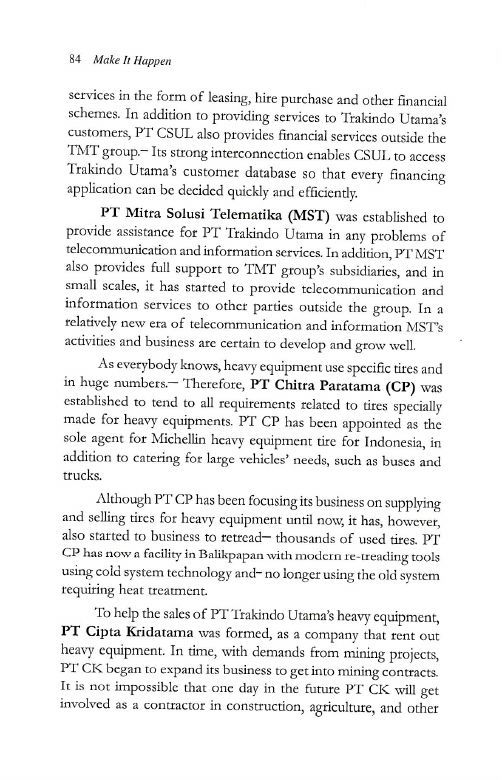 84 Make It Happen
services in the form of leasing, hire purchase and other financial
schemes. In addition to providing services to Trakindo Utama's
customers, PT CSUL also provides financial services outside the
TMT group.– Its strong interconnection enables CSUL to access
Trakindo Utama's customer database so that every financing
application can be decided quickly and efficiently.
PT Mitra Solusi Telematika (MST) was established to
provide assistance for PT Trakindo Utama in any problems of
telecommunication and information services. In addition, PT MST
also provides full support to TMT group's subsidiaries, and in
small scales, it has started to provide telecommunication and
information services to other parties outside the group. In a
relatively new era of telecommunication and information MST's
activities and business are certain to develop and grow well.
As everybody knows, heavy equipment use specific tires and
in huge numbers.– Therefore, PT Chitra Paratama (CP) was
established to tend to all requirements related to tires specially
made for heavy equipments. PT CP has been appointed as the
sole agent for Michellin heavy equipment tire for Indonesia, in
addition to catering for large vehicles' needs, such as buses and
trucks.
Although PT CP has been focusing its business on supplying
and selling tires for heavy equipment until now, it has, however,
also started to business to retread– thousands of used tires. PT
CP has now a facility in Balikpapan with modern re-treading tools
using cold system technology and– no longer using the old system
requiring heat treatment.
To help the sales of PT Trakindo Utama's heavy equipment,
PT Cipta Kridatama was formed, as a company that rent out
heavy equipment. In time, with demands from mining projects,
PT CK began to expand its business to get into mining contracts.
It is not impossible that one day in the future PT CK will get
involved as a contractor in construction, agriculture, and other